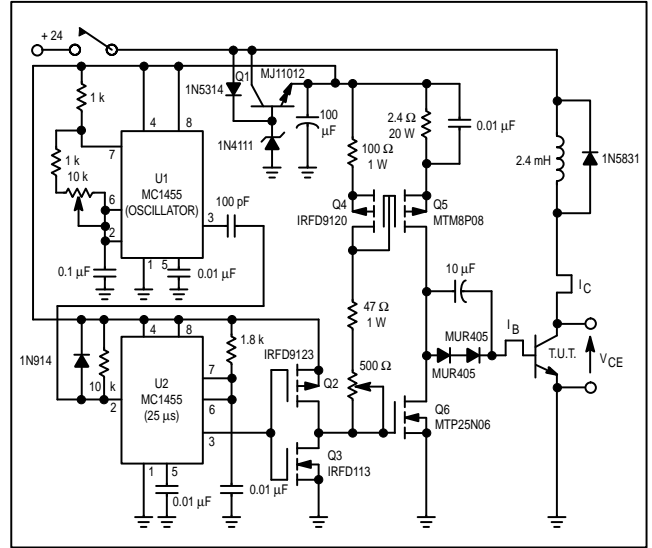 + 24
Q1
MJ11012
1N5314
1 k
4
8
100
µF
2.4 Ω
20 W
0.01 µF
7
1N4111
100 Ω
1 W
2.4 mH
1N5831
1 k
10 k
U1
MC1455
(OSCILLATOR)
6
3
100 pF
Q4
IRFD9120
Q5
MTM8P08
2
0.1 µF
1
5
0.01 µF
10 µF
IC
4
8
1.8 k
47 Ω
1 W
IB
1N914
IRFD9123
MUR405
MUR405
T.U.T.
VCE
10 k
7
Q2
500 Ω
2
U2
MC1455
(25 µs)
6
3
Q6
MTP25N06
Q3
IRFD113
1
5
0.01 µF
0.01 µF